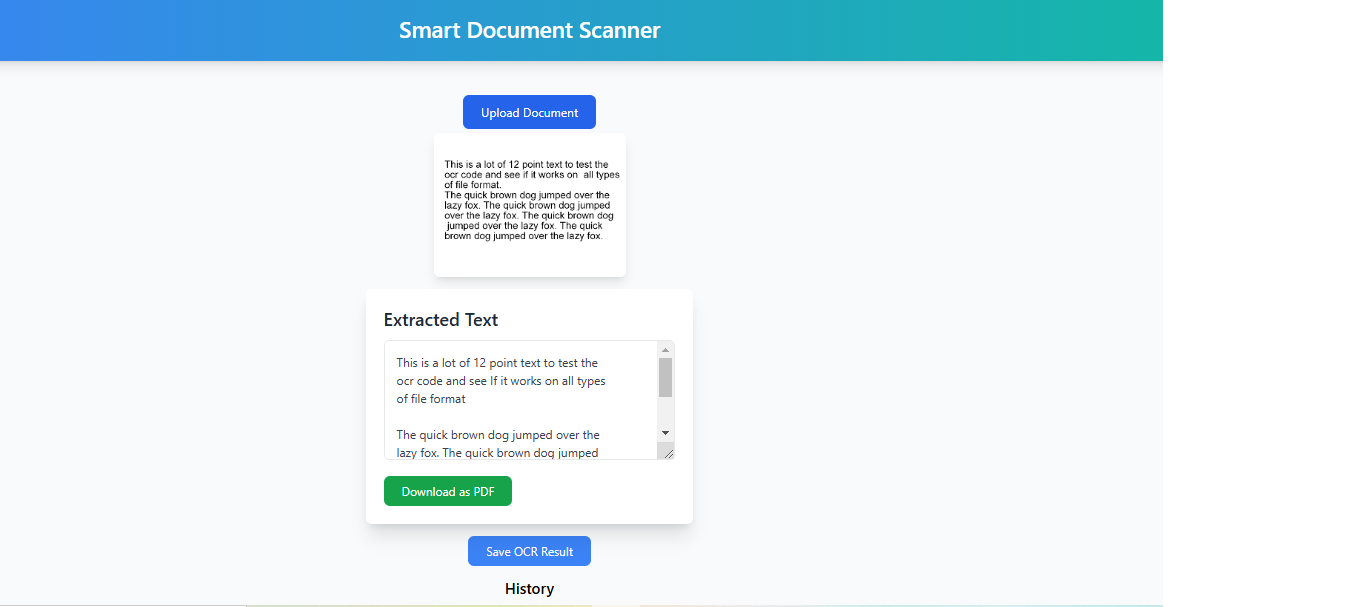 Smart Document Scanner
Upload Document
This is a lot of 12 point text to test the
ocr code and see if it works on  all types
of file format.
The quick brown dog jumped over the
lazy fox. The quick brown dog jumped
over the lazy fox. The quick brown dog
jumped over the lazy fox. The quick
brown dog jumped over the lazy fox.
Extracted Text
This is a lot of 12 point text to test the
ocr code and see If it works on all types
of file format
The quick brown dog jumped over the
lazy fox. The quick brown dog jumped
Download as PDF
Save OCR Result
History